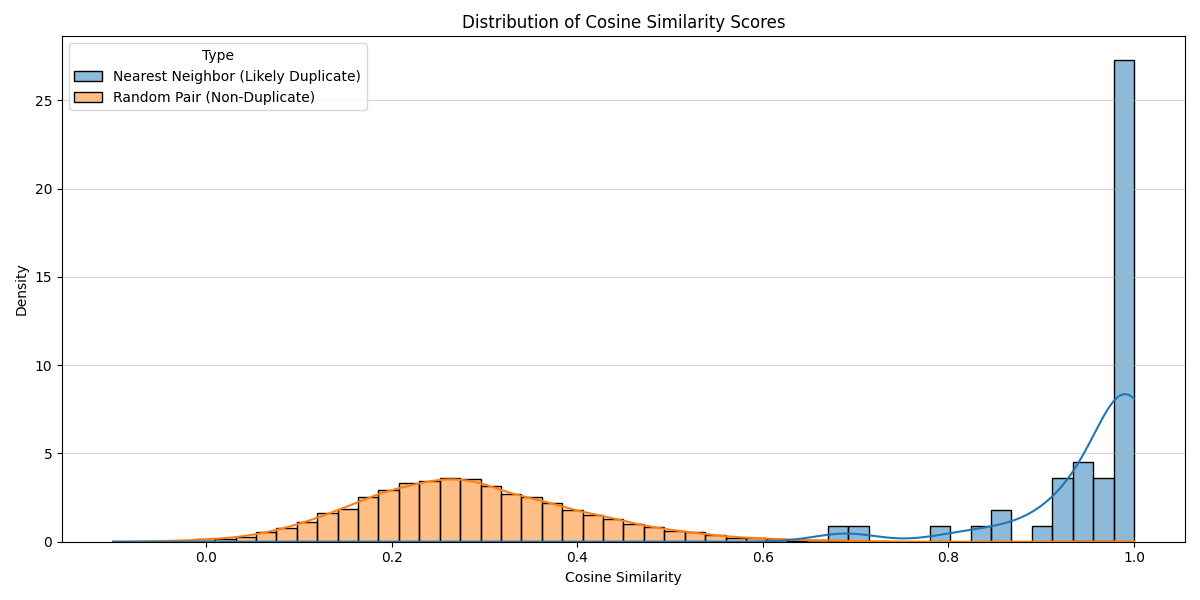 Distribution of Cosine Similarity Scores
Type
Nearest Neighbor (Likely Duplicate)
Random Pair (Non-Duplicate)
Density
25
20
15
10
5
0
0.0
0.2
0.4
0.6
0.8
1.0
Cosine Similarity